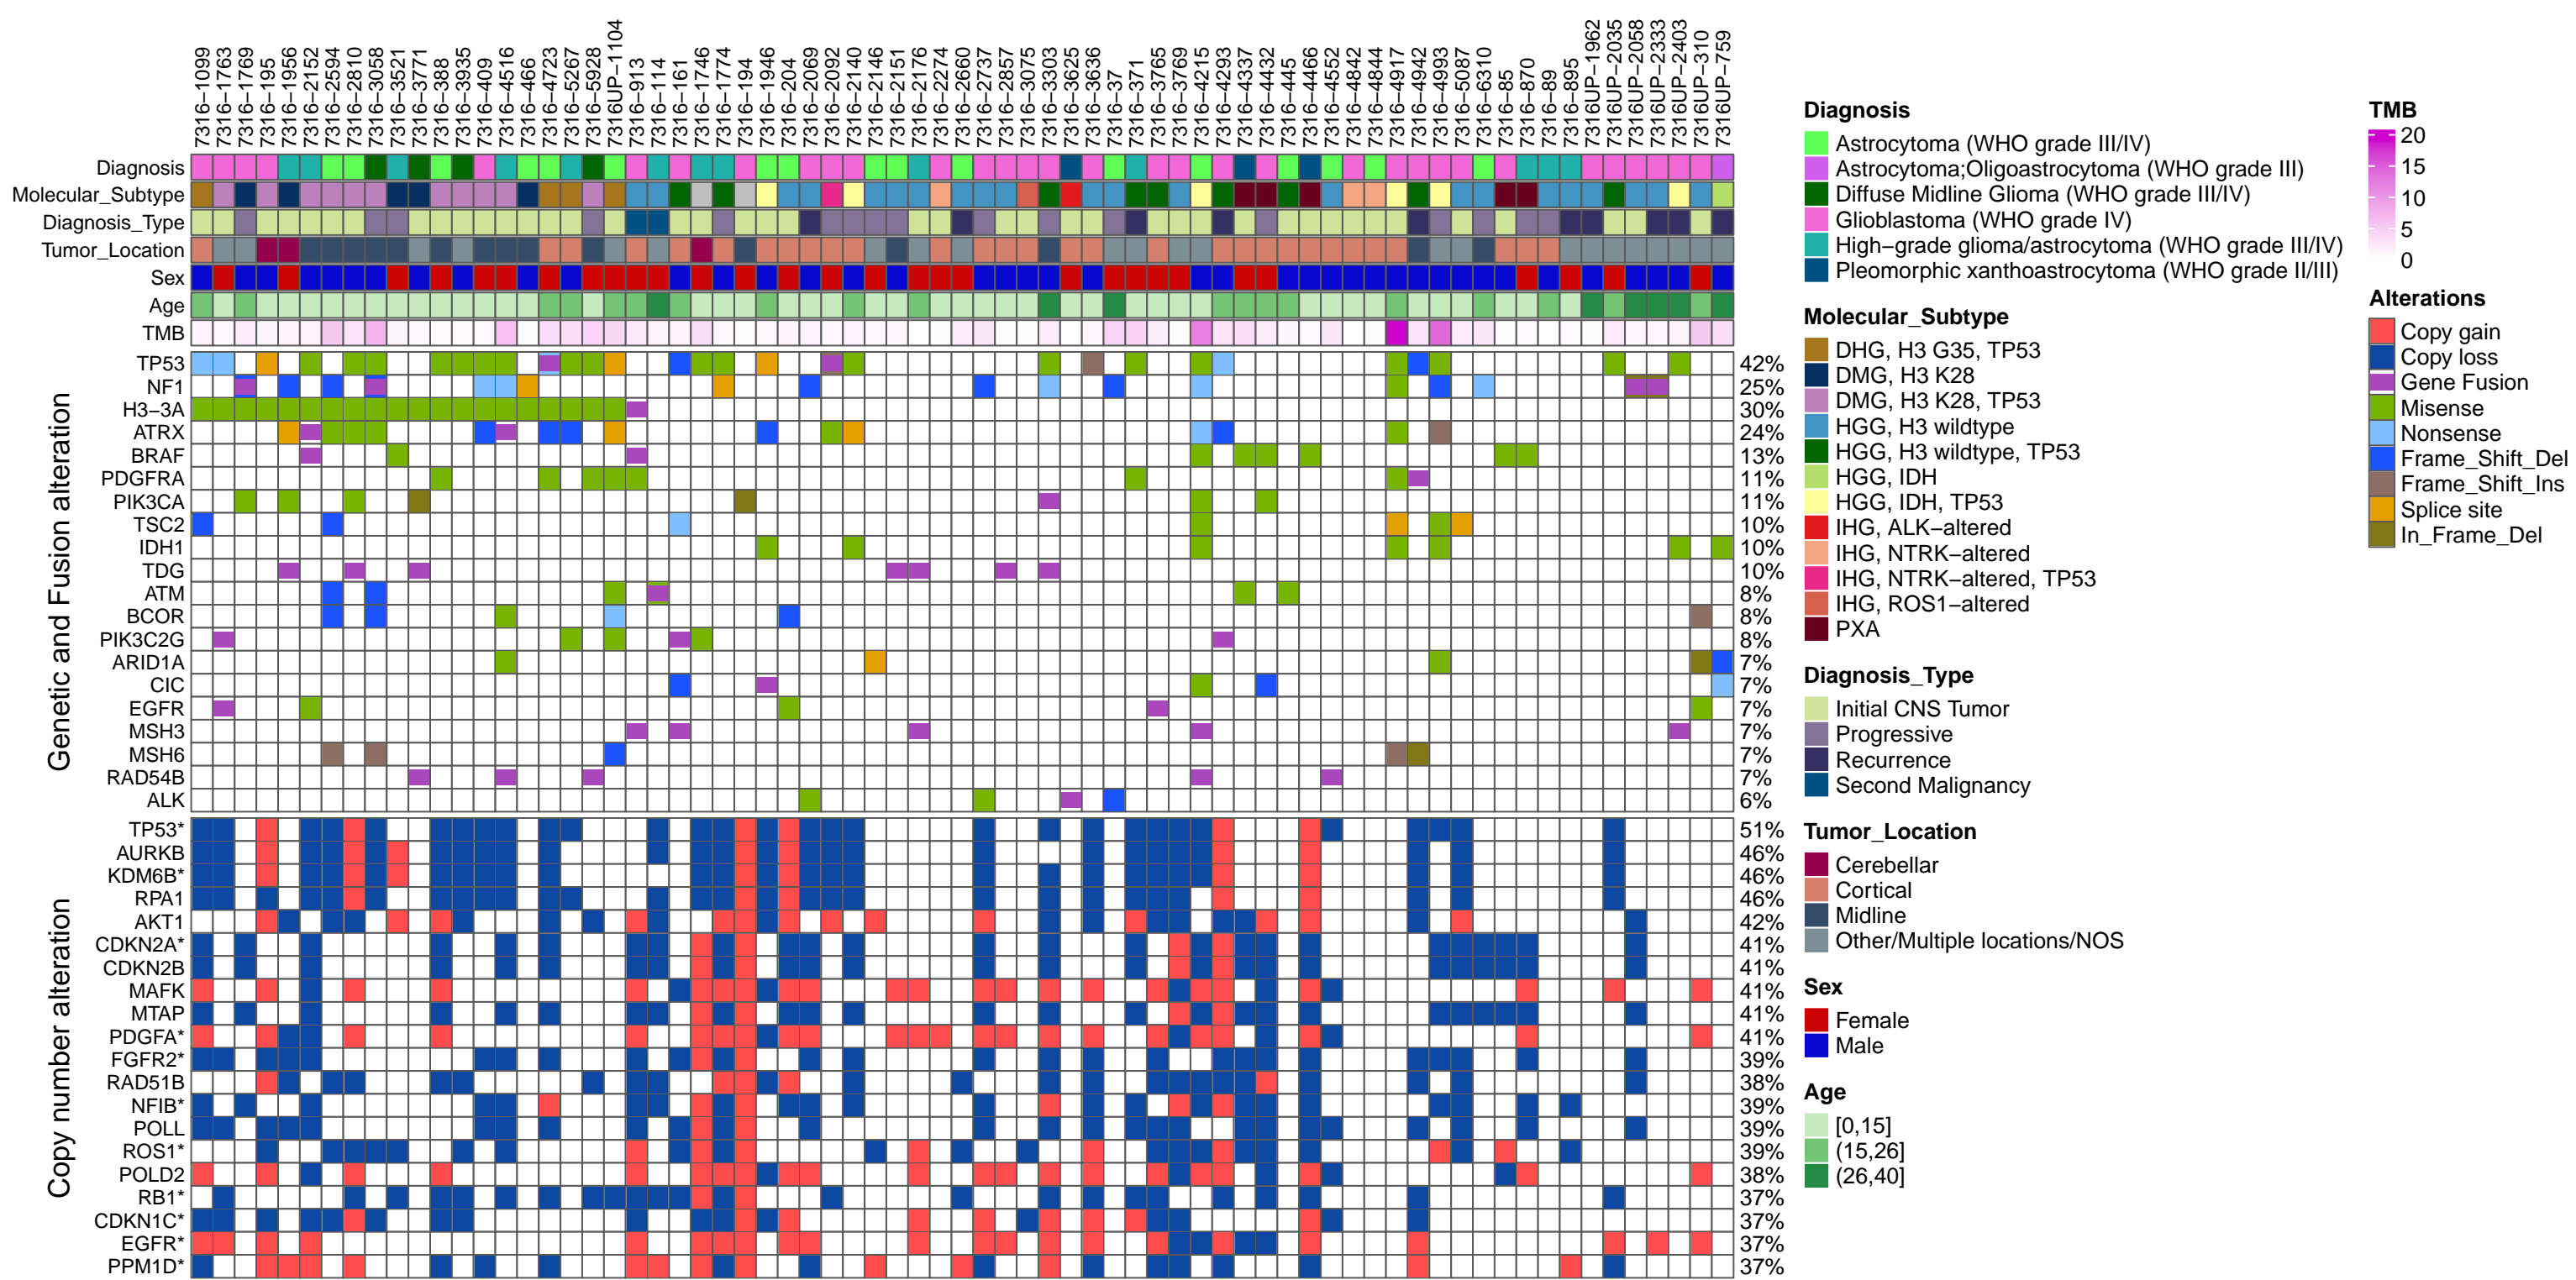 7316−1099
7316−1763
7316−1769
7316−195
7316−1956
7316−2152
7316−2594
7316−2810
7316−3058
7316−3521
7316−3771
7316−388
7316−3935
7316−409
7316−4516
7316−466
7316−4723
7316−5267
7316−5928
7316UP−1104
7316−913
7316−114
7316−161
7316−1746
7316−1774
7316−194
7316−1946
7316−204
7316−2069
7316−2092
7316−2140
7316−2146
7316−2151
7316−2176
7316−2274
7316−2660
7316−2737
7316−2857
7316−3075
7316−3303
7316−3625
7316−3636
7316−37
7316−371
7316−3765
7316−3769
7316−4215
7316−4293
7316−4337
7316−4432
7316−445
7316−4466
7316−4552
7316−4842
7316−4844
7316−4917
7316−4942
7316−4993
7316−5087
7316−6310
7316−85
7316−870
7316−89
7316−895
7316UP−1962
7316UP−2035
7316UP−2058
7316UP−2333
7316UP−2403
7316UP−310
7316UP−759
Diagnosis
Molecular_Subtype
Diagnosis_Type
Tumor_Location
Sex
Age
TMB
Genetic and Fusion alteration
TP53 42%
NF1 25%
H3−3A 30%
ATRX 24%
BRAF 13%
PDGFRA 11%
PIK3CA 11%
TSC2 10%
IDH1 10%
TDG 10%
ATM 8%
BCOR 8%
PIK3C2G 8%
ARID1A 7%
CIC 7%
EGFR 7%
MSH3 7%
MSH6 7%
RAD54B 7%
ALK 6%
Copy number alteration
TP53* 51%
AURKB 46%
KDM6B* 46%
RPA1 46%
AKT1 42%
CDKN2A* 41%
CDKN2B 41%
MAFK 41%
MTAP 41%
PDGFA* 41%
FGFR2* 39%
RAD51B 38%
NFIB* 39%
POLL 39%
ROS1* 39%
POLD2 38%
RB1* 37%
CDKN1C* 37%
EGFR* 37%
PPM1D* 37%
Diagnosis
Astrocytoma (WHO grade III/IV)
Astrocytoma;Oligoastrocytoma (WHO grade III)
Diffuse Midline Glioma (WHO grade III/IV)
Glioblastoma (WHO grade IV)
High−grade glioma/astrocytoma (WHO grade III/IV)
Pleomorphic xanthoastrocytoma (WHO grade II/III)
Molecular_Subtype
DHG, H3 G35, TP53
DMG, H3 K28
DMG, H3 K28, TP53
HGG, H3 wildtype
HGG, H3 wildtype, TP53
HGG, IDH
HGG, IDH, TP53
IHG, ALK−altered
IHG, NTRK−altered
IHG, NTRK−altered, TP53
IHG, ROS1−altered
PXA
Diagnosis_Type
Initial CNS Tumor
Progressive
Recurrence
Second Malignancy
Tumor_Location
Cerebellar
Cortical
Midline
Other/Multiple locations/NOS
Sex
Female
Male
Age
[0,15]
(15,26]
(26,40]
TMB
20
15
10
5
0
Alterations
Copy gain
Copy loss
Gene Fusion
Misense
Nonsense
Frame_Shift_Del
Frame_Shift_Ins
Splice site
In_Frame_Del